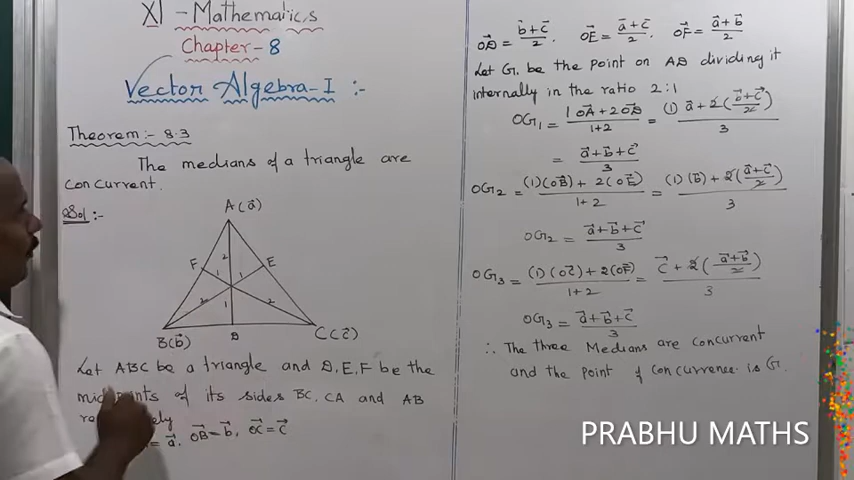 XI - Mathematics
Chapter - 8
Vector Algebra - I :-
Theorem :- 8.3
The medians of a triangle are
concurrent.
Sol :-
A(a⃗)
F E
2
1 1
2 1 2
B(b⃗) D C(c⃗)
Let ABC be a triangle and D, E, F be the
mid points of its sides BC, CA and AB
= a⃗. OB⃗ = b⃗, OC⃗ = c⃗
OD⃗ = (b⃗+c⃗)/2 . OE⃗ = (a⃗+c⃗)/2 . OF⃗ = (a⃗+b⃗)/2
Let G₁ be the point on AD dividing it
internally in the ratio 2:1
OG₁ = (1 OA⃗ + 2 OD⃗)/(1+2) = ((1) a⃗ + 2((b⃗+c⃗)/2))/3
= (a⃗+b⃗+c⃗)/3
OG₂ = ((1)(OB⃗) + 2(OE⃗))/(1+2) = ((1)(b⃗) + 2((a⃗+c⃗)/2))/3
OG₂ = (a⃗+b⃗+c⃗)/3
OG₃ = ((1)(OC⃗) + 2(OF⃗))/(1+2) = (c⃗ + 2((a⃗+b⃗)/2))/3
OG₃ = (a⃗+b⃗+c⃗)/3
∴ The three Medians are concurrent
and the point of concurrence is G.
PRABHU MATHS